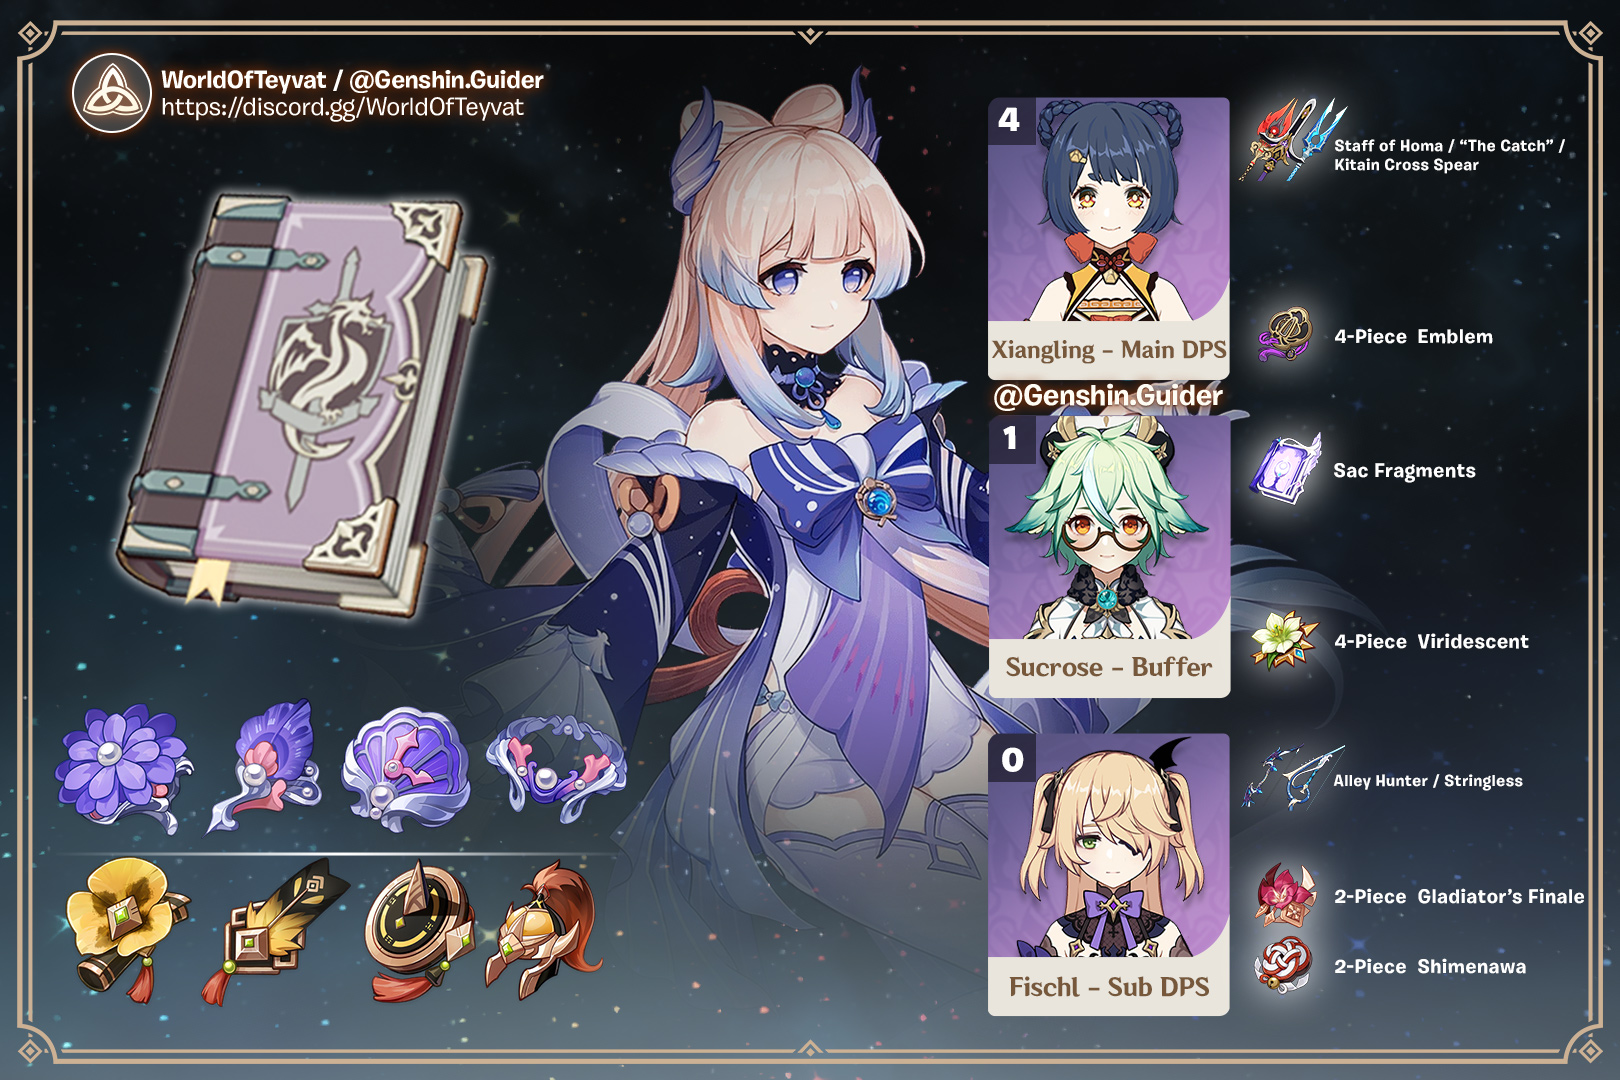 WorldOfTeyvat / @Genshin.Guider
https://discord.gg/WorldOfTeyvat
4
Xiangling - Main DPS
Staff of Homa / “The Catch” /
Kitain Cross Spear
4-Piece Emblem
@Genshin.Guider
1
Sucrose - Buffer
Sac Fragments
4-Piece Viridescent
0
Fischl - Sub DPS
Alley Hunter / Stringless
2-Piece Gladiator's Finale
2-Piece Shimenawa